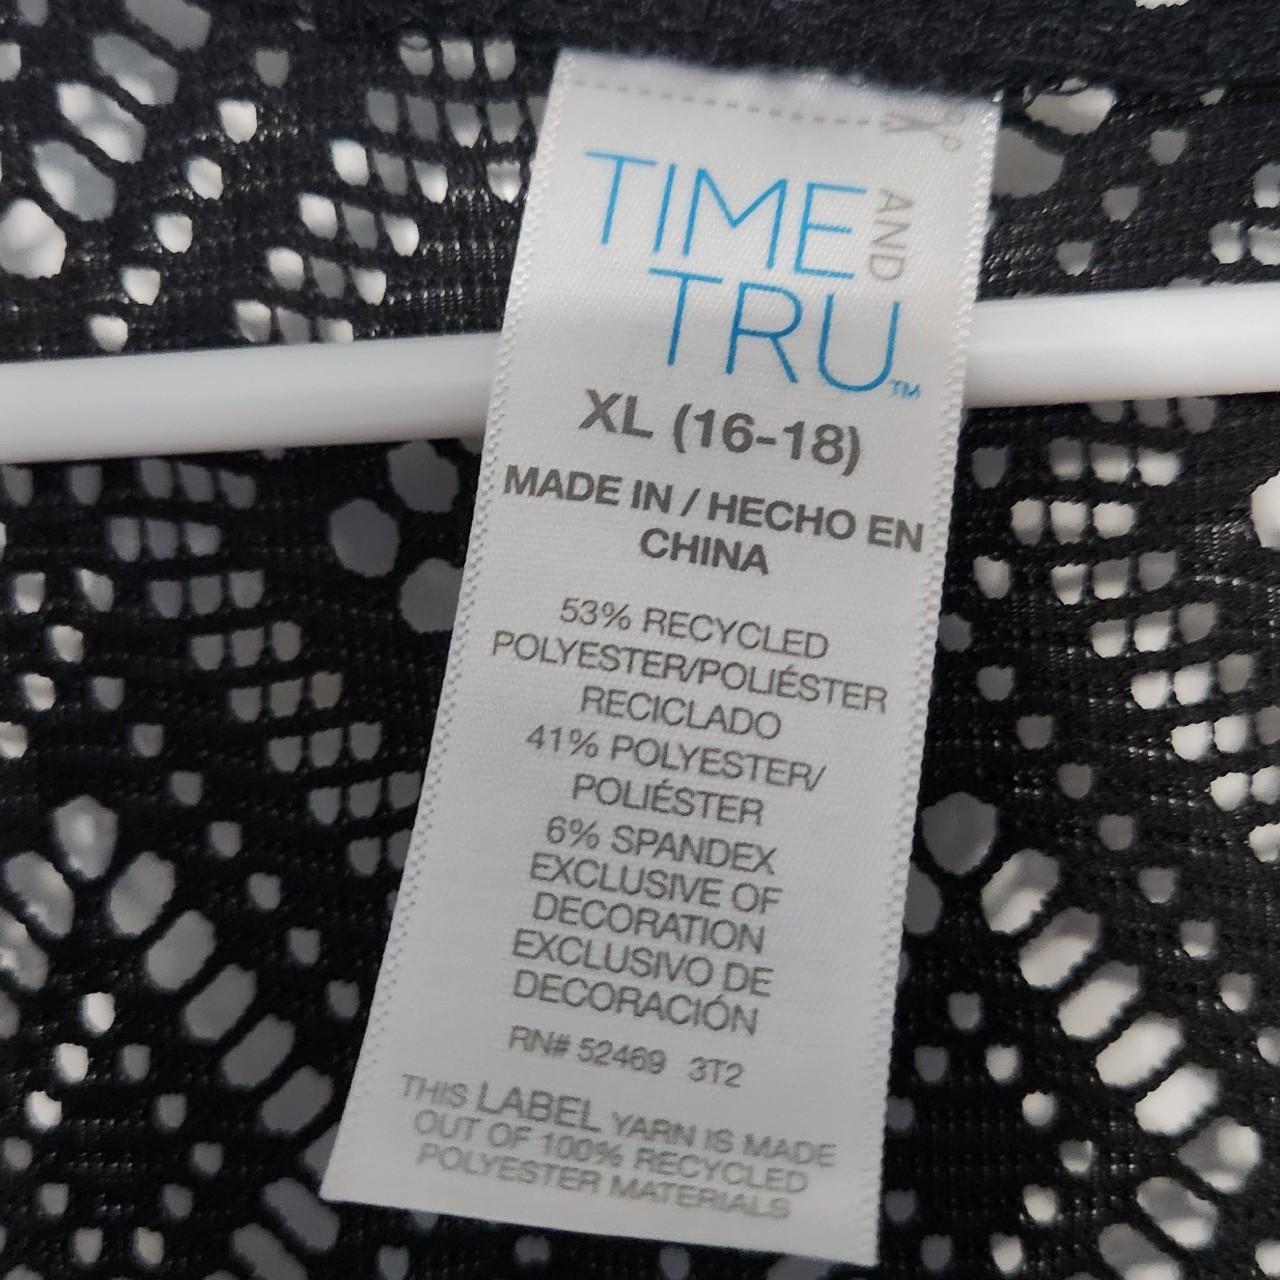 TIME AND
TRU™
XL (16-18)
MADE IN / HECHO EN
CHINA
53% RECYCLED
POLYESTER/POLIÉSTER
RECICLADO
41% POLYESTER/
POLIÉSTER
6% SPANDEX
EXCLUSIVE OF
DECORATION
EXCLUSIVO DE
DECORACIÓN
RN# 52469 3T2
THIS LABEL YARN IS MADE
OUT OF 100% RECYCLED
POLYESTER MATERIALS